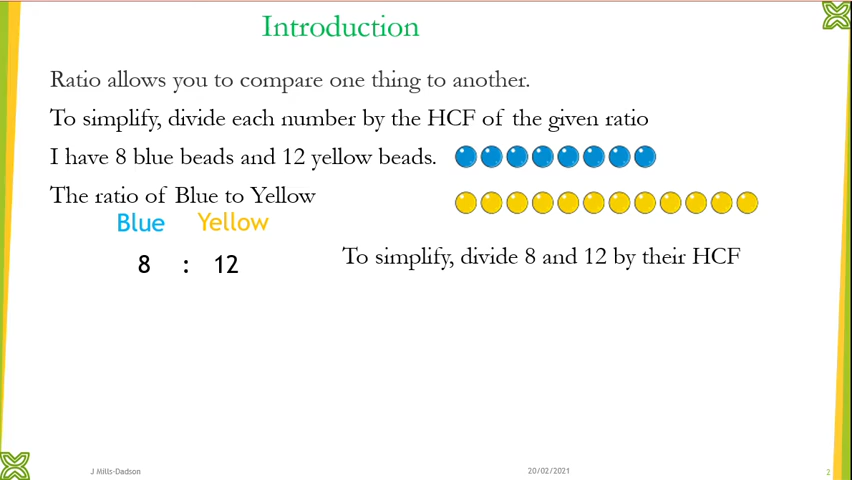 Introduction
Ratio allows you to compare one thing to another.
To simplify, divide each number by the HCF of the given ratio
I have 8 blue beads and 12 yellow beads.
The ratio of Blue to Yellow
Blue Yellow
8 : 12
To simplify, divide 8 and 12 by their HCF
J Mills-Dadson 20/02/2021 2